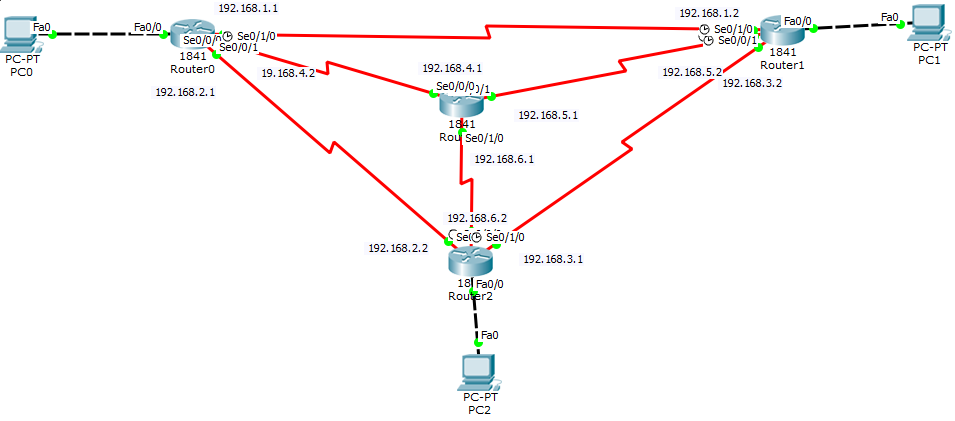 192.168.1.1
192.168.1.2
Fa0
Fa0/0
Se0/0/0
Se0/1/0
Se0/0/1
Se0/1/0
Se0/0/1
Fa0/0
Fa0
PC-PT
PC0
1841
Router0
1841
Router1
PC-PT
PC1
19.168.4.2
192.168.4.1
192.168.5.2
192.168.3.2
192.168.2.1
Se0/0/0
0/1
192.168.5.1
1841
Rou
Se0/1/0
192.168.6.1
192.168.6.2
Se0/1/0
192.168.2.2
192.168.3.1
18
Fa0/0
Router2
Fa0
PC-PT
PC2